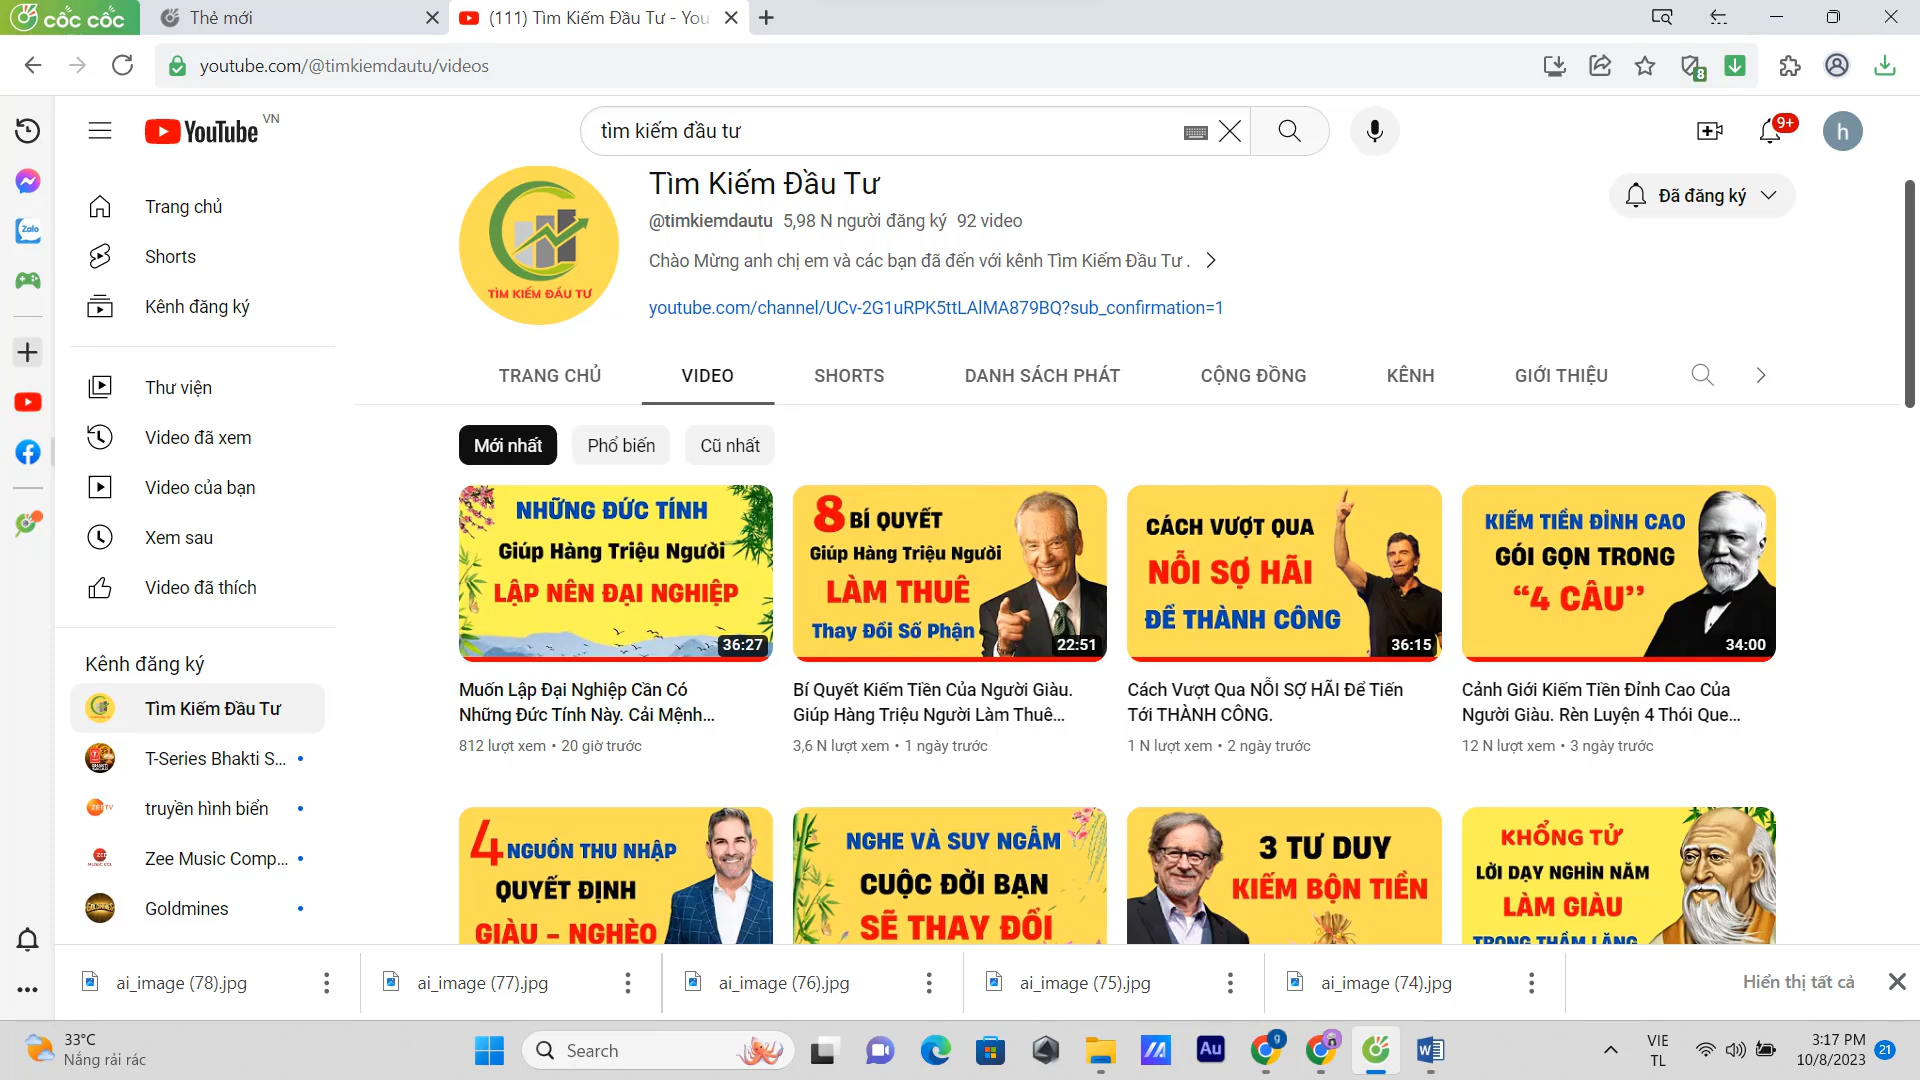 cốc cốc
Thẻ mới
(111) Tìm Kiếm Đầu Tư - You
youtube.com/@timkiemdautu/videos
8
YouTube VN
tìm kiếm đầu tư
9+
h
Zalo
Trang chủ
Shorts
Kênh đăng ký
Thư viện
Video đã xem
Video của bạn
Xem sau
Video đã thích
Kênh đăng ký
Tìm Kiếm Đầu Tư
T-Series Bhakti S...
truyền hình biển
Zee Music Comp...
Goldmines
TÌM KIẾM ĐẦU TƯ
Tìm Kiếm Đầu Tư
@timkiemdautu 5,98 N người đăng ký 92 video
Chào Mừng anh chị em và các bạn đã đến với kênh Tìm Kiếm Đầu Tư .
youtube.com/channel/UCv-2G1uRPK5ttLAlMA879BQ?sub_confirmation=1
Đã đăng ký
TRANG CHỦ
VIDEO
SHORTS
DANH SÁCH PHÁT
CỘNG ĐỒNG
KÊNH
GIỚI THIỆU
Mới nhất
Phổ biến
Cũ nhất
NHỮNG ĐỨC TÍNH
Giúp Hàng Triệu Người
LẬP NÊN ĐẠI NGHIỆP
36:27
Muốn Lập Đại Nghiệp Cần Có
Những Đức Tính Này. Cải Mệnh...
812 lượt xem • 20 giờ trước
8 BÍ QUYẾT
Giúp Hàng Triệu Người
LÀM THUÊ
Thay Đổi Số Phận
22:51
Bí Quyết Kiếm Tiền Của Người Giàu.
Giúp Hàng Triệu Người Làm Thuê...
3,6 N lượt xem • 1 ngày trước
CÁCH VƯỢT QUA
NỖI SỢ HÃI
ĐỂ THÀNH CÔNG
36:15
Cách Vượt Qua NỖI SỢ HÃI Để Tiến
Tới THÀNH CÔNG.
1 N lượt xem • 2 ngày trước
KIẾM TIỀN ĐỈNH CAO
GÓI GỌN TRONG
“4 CÂU’’
34:00
Cảnh Giới Kiếm Tiền Đỉnh Cao Của
Người Giàu. Rèn Luyện 4 Thói Que...
12 N lượt xem • 3 ngày trước
4 NGUỒN THU NHẬP
QUYẾT ĐỊNH
GIÀU - NGHÈO
NGHE VÀ SUY NGẪM
CUỘC ĐỜI BẠN
SẼ THAY ĐỔI
3 TƯ DUY
KIẾM BỘN TIỀN
KHỔNG TỬ
LỜI DẠY NGHÌN NĂM
LÀM GIÀU
TRONG THẦM LẶNG
ai_image (78).jpg
ai_image (77).jpg
ai_image (76).jpg
ai_image (75).jpg
ai_image (74).jpg
Hiển thị tất cả
33°C
Nắng rải rác
Search
Au
g
VIE
TL
3:17 PM
10/8/2023
21